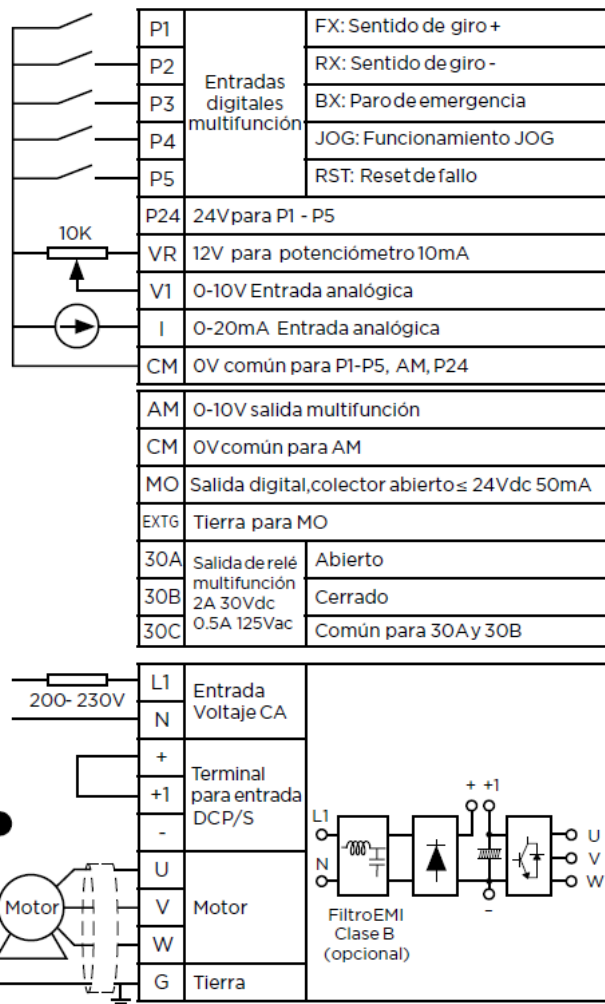 P1 FX: Sentido de giro +
P2 RX: Sentido de giro -
Entradas
digitales
multifunción
P3 BX: Paro de emergencia
P4 JOG: Funcionamiento JOG
P5 RST: Reset de fallo
P24 24V para P1 - P5
10K
VR 12V para potenciómetro 10mA
V1 0-10V Entrada analógica
I 0-20mA Entrada analógica
CM 0V común para P1-P5, AM, P24
AM 0-10V salida multifunción
CM 0V común para AM
MO Salida digital, colector abierto ≤ 24Vdc 50mA
EXTG Tierra para MO
30A Abierto
Salida de relé
multifunción
2A 30Vdc
0.5A 125Vac
30B Cerrado
30C Común para 30A y 30B
200- 230V
L1
N
Entrada
Voltaje CA
+
+1
-
Terminal
para entrada
DCP/S
Motor
U
V
W
Motor
G Tierra
+ +1
L1
N
-
U
V
W
Filtro EMI
Clase B
(opcional)